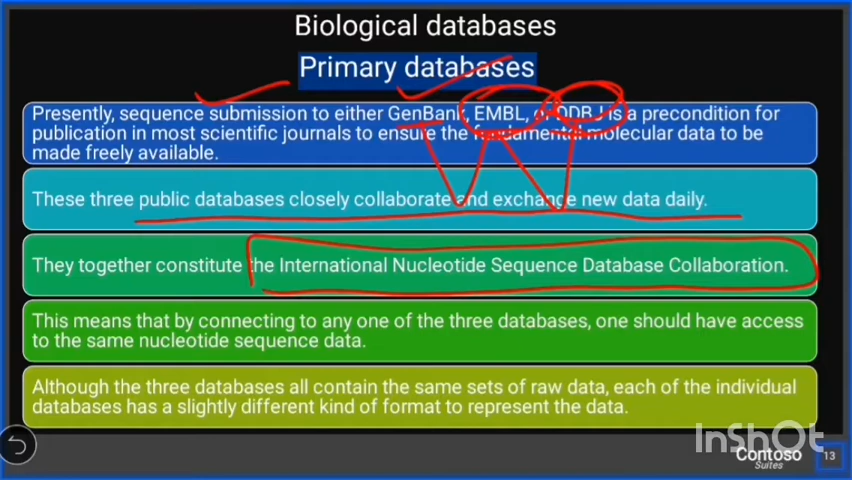 Biological databases
Primary databases
Presently, sequence submission to either GenBank, EMBL, or DDBJ is a precondition for
publication in most scientific journals to ensure the fundamental molecular data to be
made freely available.
These three public databases closely collaborate and exchange new data daily.
They together constitute the International Nucleotide Sequence Database Collaboration.
This means that by connecting to any one of the three databases, one should have access
to the same nucleotide sequence data.
Although the three databases all contain the same sets of raw data, each of the individual
databases has a slightly different kind of format to represent the data.
InShOt
Contoso
Suites
13